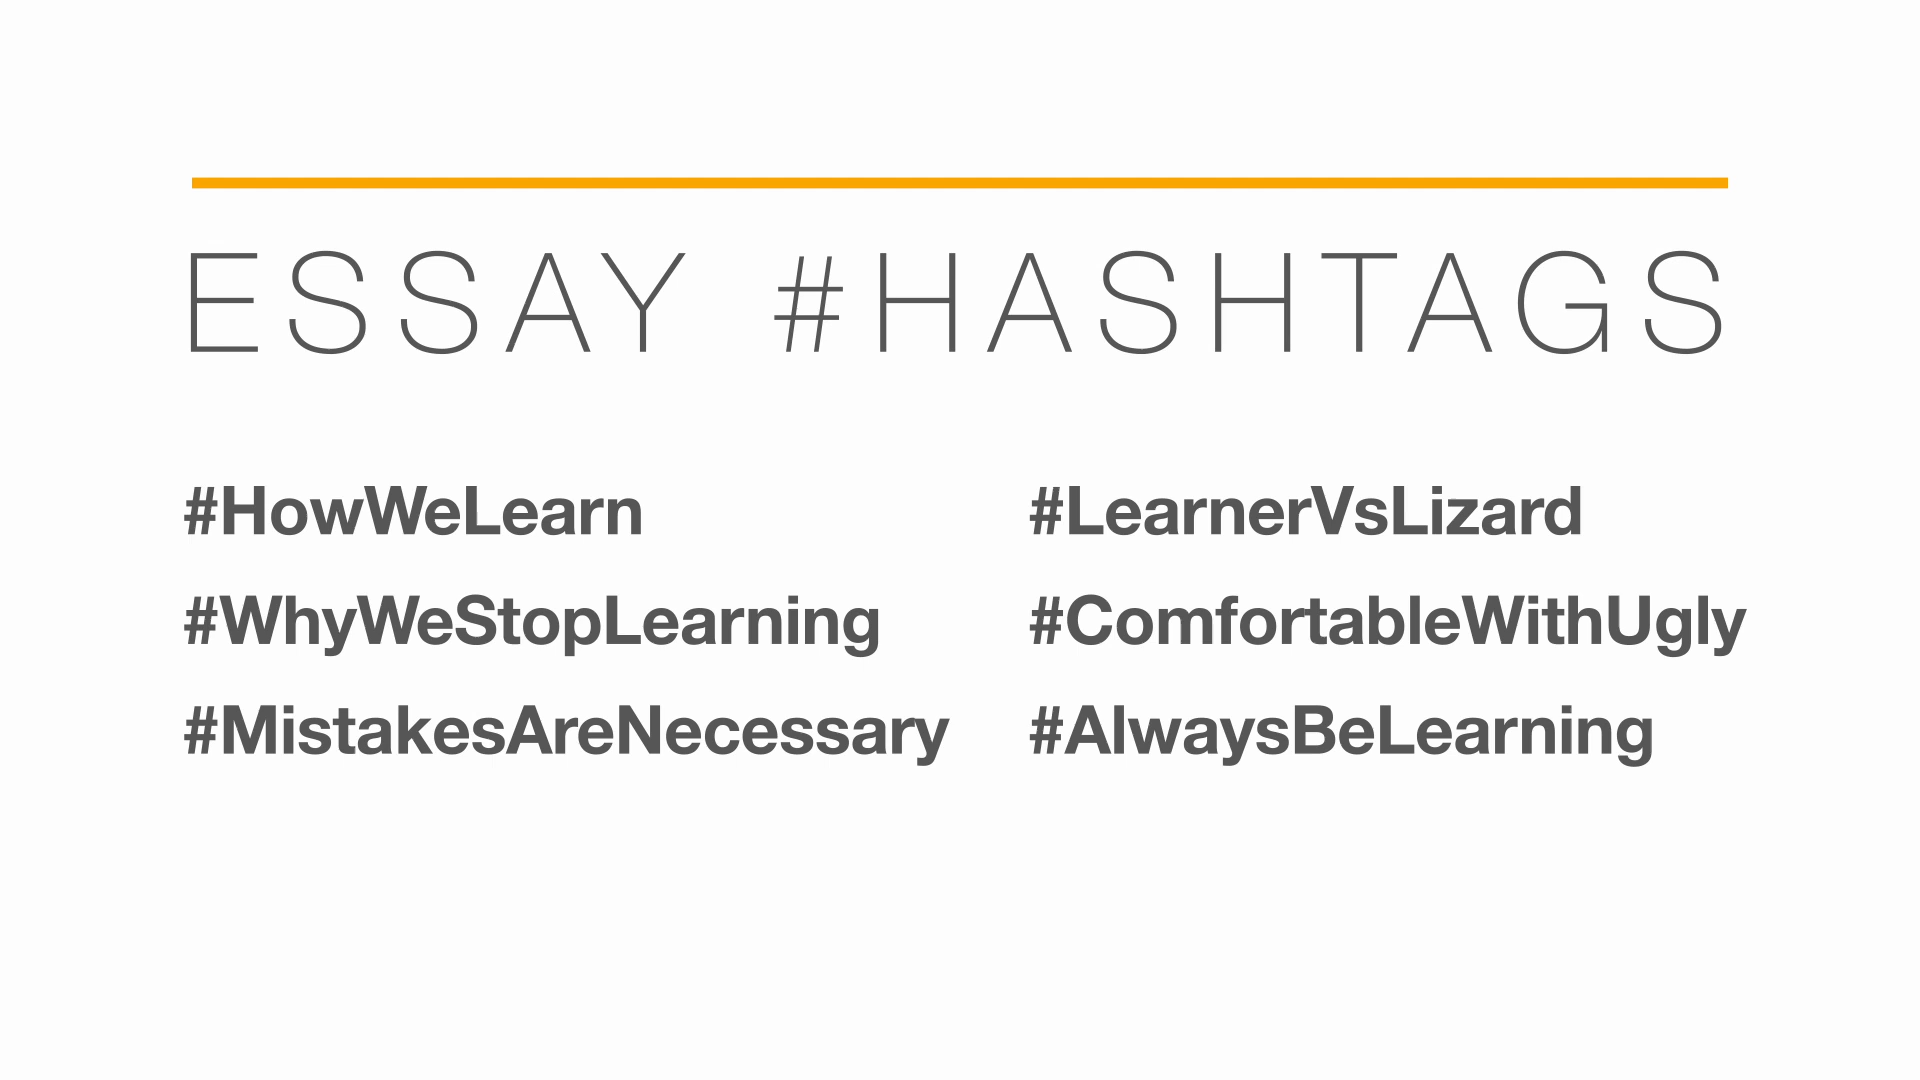 ESSAY #HASHTAGS
#HowWeLearn
#WhyWeStopLearning
#MistakesAreNecessary
#LearnerVsLizard
#ComfortableWithUgly
#AlwaysBeLearning